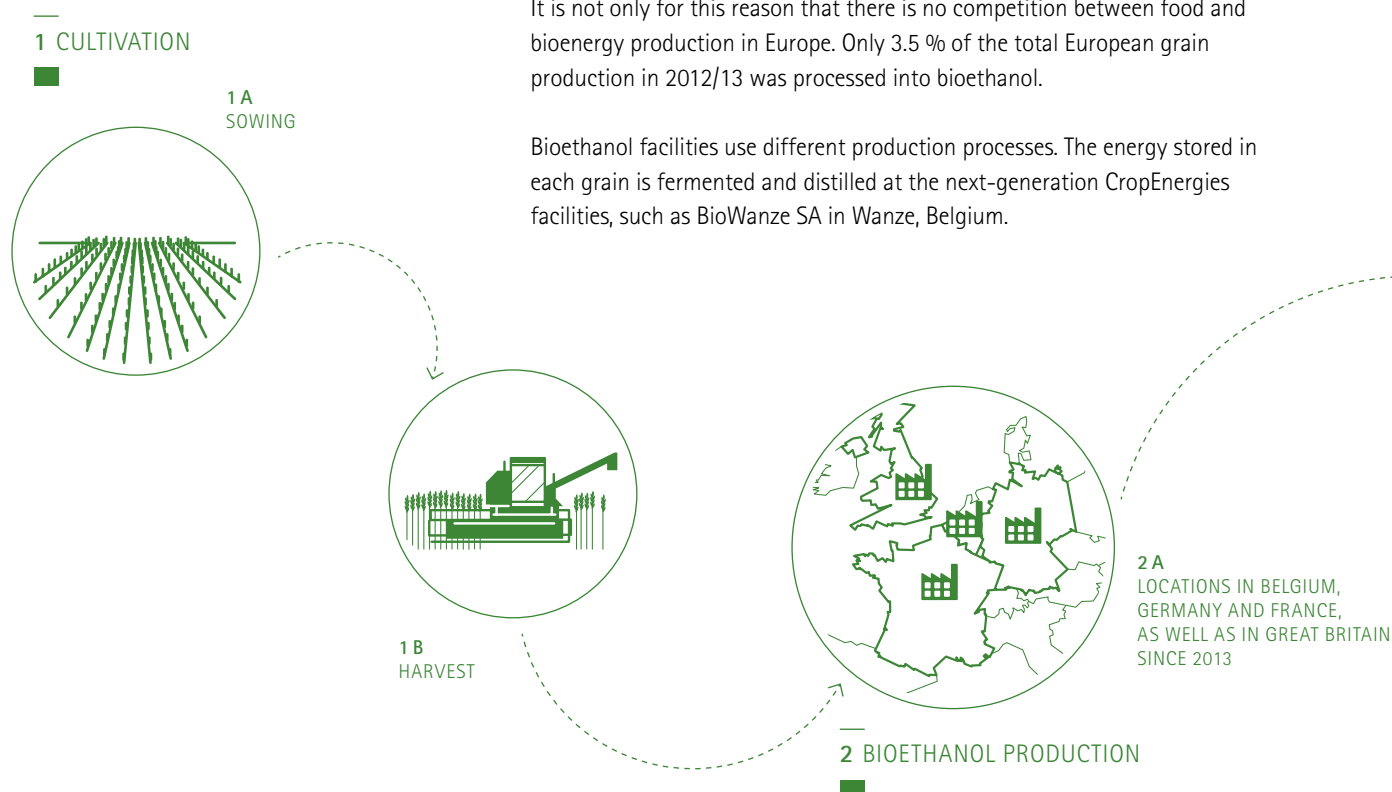 It is not only for this reason that there is no competition between food and
bioenergy production in Europe. Only 3.5 % of the total European grain
production in 2012/13 was processed into bioethanol.
Bioethanol facilities use different production processes. The energy stored in
each grain is fermented and distilled at the next-generation CropEnergies
facilities, such as BioWanze SA in Wanze, Belgium.
1 CULTIVATION
1 A
SOWING
1 B
HARVEST
2 A
LOCATIONS IN BELGIUM,
GERMANY AND FRANCE,
AS WELL AS IN GREAT BRITAIN
SINCE 2013
2 BIOETHANOL PRODUCTION